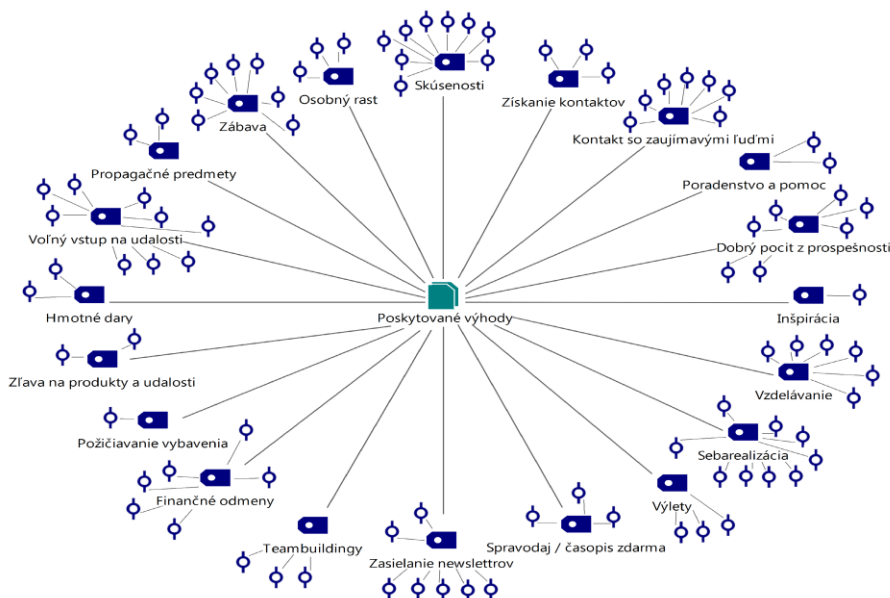 Skúsenosti
Osobný rast
Získanie kontaktov
Zábava
Kontakt so zaujímavými ľuďmi
Propagačné predmety
Poradenstvo a pomoc
Voľný vstup na udalosti
Dobrý pocit z prospešnosti
Hmotné dary
Poskytované výhody
Inšpirácia
Zľava na produkty a udalosti
Vzdelávanie
Požičiavanie vybavenia
Sebarealizácia
Finančné odmeny
Výlety
Teambuildingy
Spravodaj / časopis zdarma
Zasielanie newslettrov